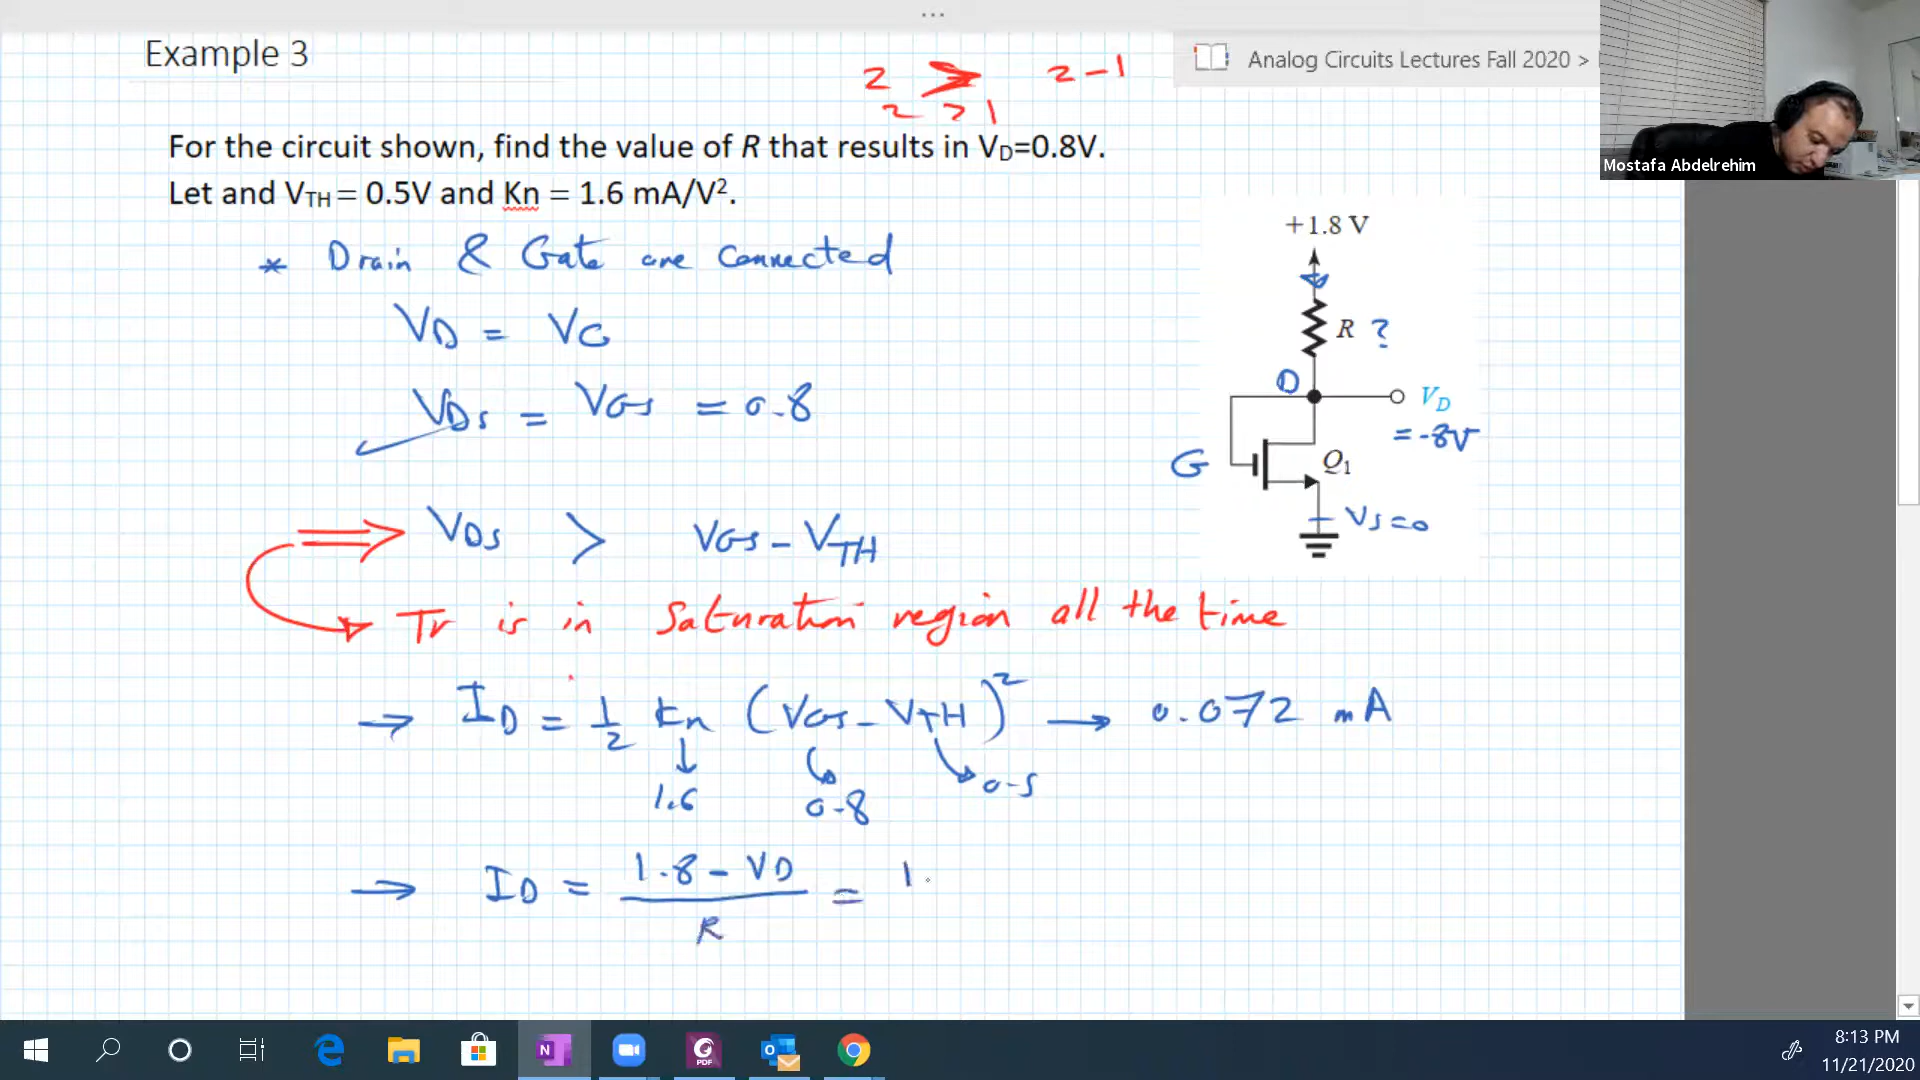 ...
Example 3
2 > 2-1
2 > 1
Analog Circuits Lectures Fall 2020 >
Mostafa Abdelrehim
For the circuit shown, find the value of R that results in VD=0.8V.
Let and VTH = 0.5V and Kn = 1.6 mA/V².
* Drain & Gate are connected
VD = VG
VDS = VGS = 0.8
VDS > VGS - VTH
Tr is in Saturation region all the time
→ ID = 1/2 kn (VGS - VTH)² → 0.072 mA
1.6
0.8
0.5
→ ID = 1.8 - VD / R = 1.
+1.8 V
R ?
D
VD
= .8V
G
Q1
VS=0
N
PDF
8:13 PM
11/21/2020